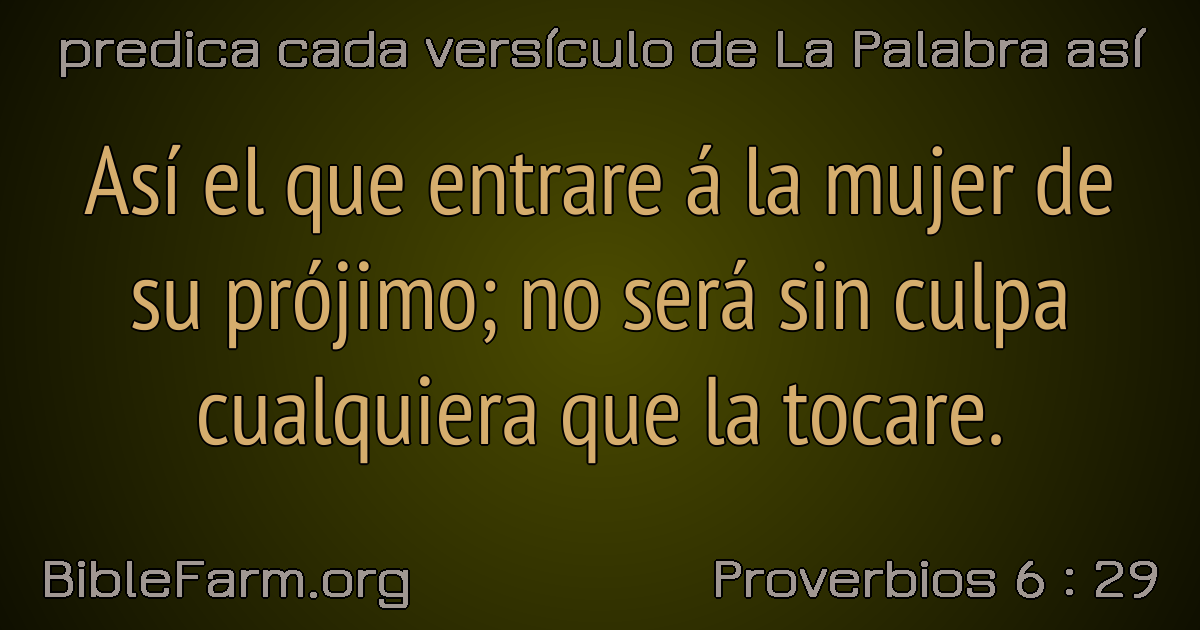 predica cada versículo de La Palabra así
Así el que entrare á la mujer de
su prójimo; no será sin culpa
cualquiera que la tocare.
BibleFarm.org
Proverbios 6 : 29